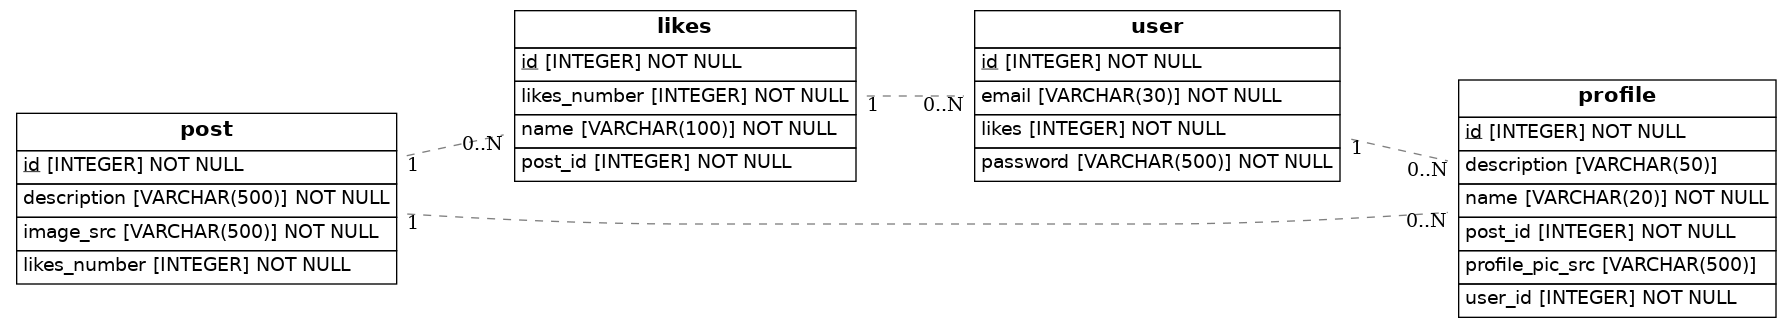 post
id [INTEGER] NOT NULL
description [VARCHAR(500)] NOT NULL
image_src [VARCHAR(500)] NOT NULL
likes_number [INTEGER] NOT NULL
1
1
0..N
likes
id [INTEGER] NOT NULL
likes_number [INTEGER] NOT NULL
name [VARCHAR(100)] NOT NULL
post_id [INTEGER] NOT NULL
1
0..N
user
id [INTEGER] NOT NULL
email [VARCHAR(30)] NOT NULL
likes [INTEGER] NOT NULL
password [VARCHAR(500)] NOT NULL
1
0..N
0..N
profile
id [INTEGER] NOT NULL
description [VARCHAR(50)]
name [VARCHAR(20)] NOT NULL
post_id [INTEGER] NOT NULL
profile_pic_src [VARCHAR(500)]
user_id [INTEGER] NOT NULL